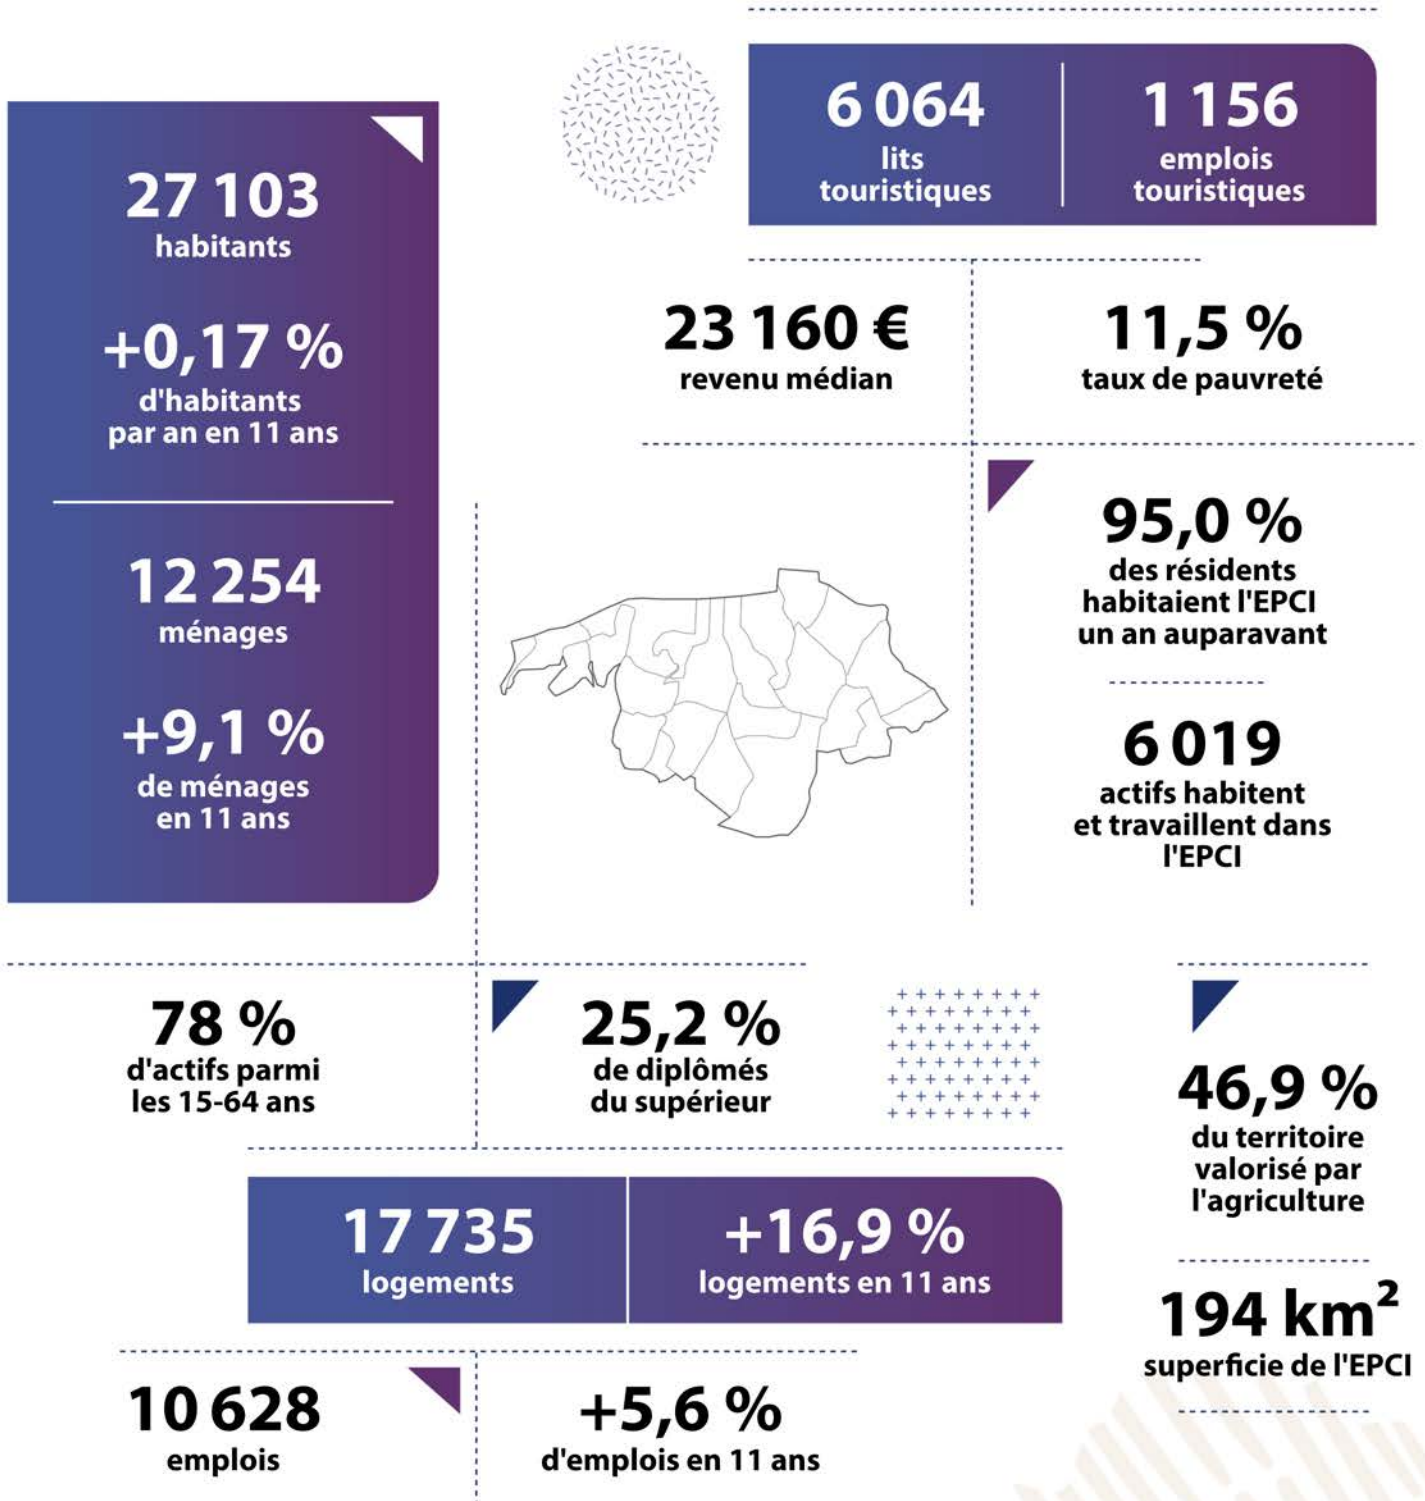 6 064
lits
touristiques
1 156
emplois
touristiques
27 103
habitants
+0,17 %
d'habitants
par an en 11 ans
12 254
ménages
+9,1 %
de ménages
en 11 ans
23 160 €
revenu médian
11,5 %
taux de pauvreté
95,0 %
des résidents
habitaient l'EPCI
un an auparavant
6 019
actifs habitent
et travaillent dans
l'EPCI
78 %
d'actifs parmi
les 15-64 ans
25,2 %
de diplômés
du supérieur
46,9 %
du territoire
valorisé par
l'agriculture
17 735
logements
+16,9 %
logements en 11 ans
194 km²
superficie de l'EPCI
10 628
emplois
+5,6 %
d'emplois en 11 ans